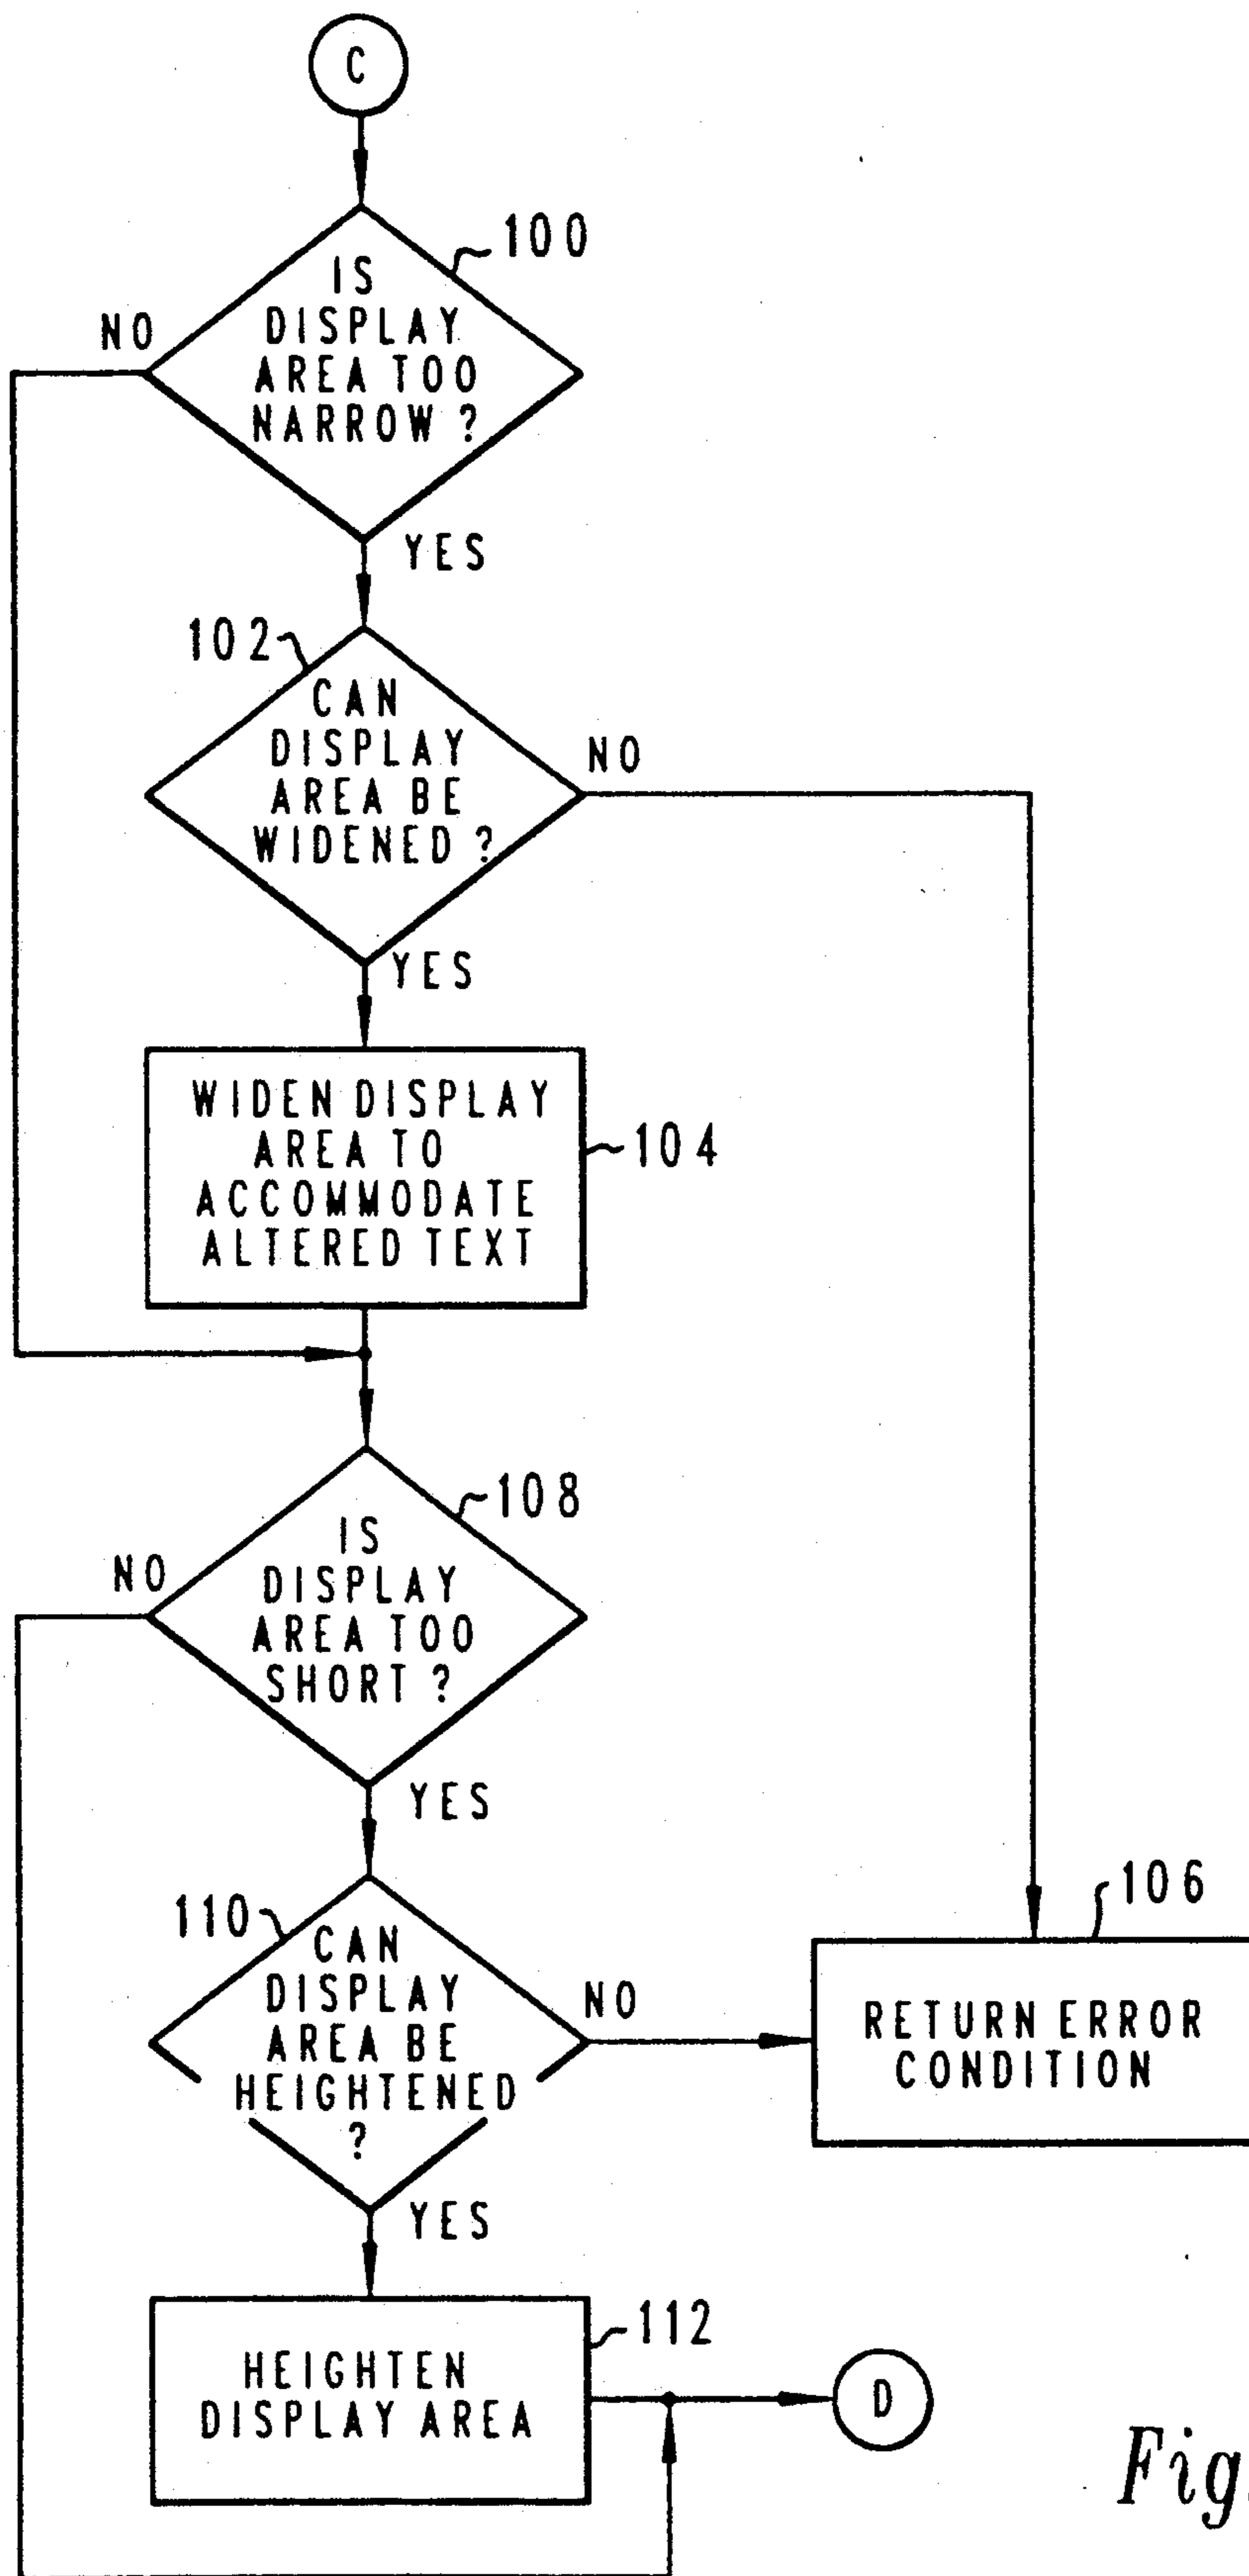 C
100
IS
DISPLAY
AREA TOO
NARROW ?
NO
YES
102
CAN
DISPLAY
AREA BE
WIDENED ?
NO
YES
WIDEN DISPLAY
AREA TO
ACCOMMODATE
ALTERED TEXT
104
108
IS
DISPLAY
AREA TOO
SHORT ?
NO
YES
110
CAN
DISPLAY
AREA BE
HEIGHTENED
?
NO
106
RETURN ERROR
CONDITION
YES
112
HEIGHTEN
DISPLAY AREA
D
Fig.